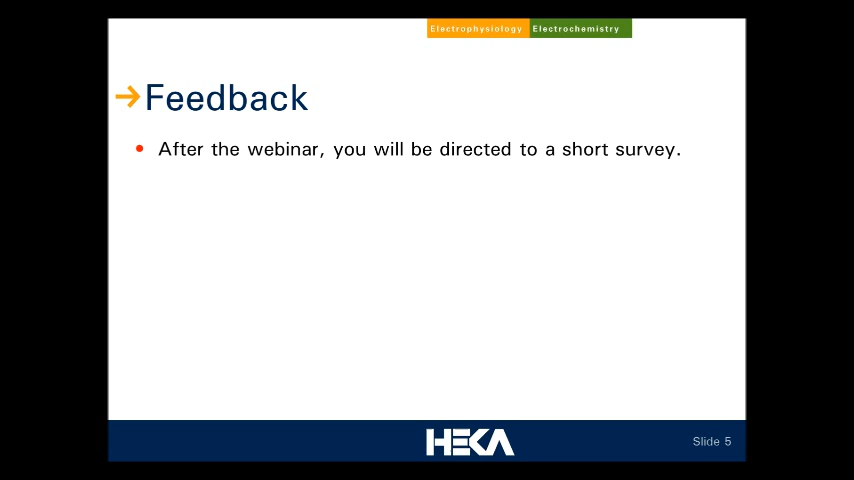 Electrophysiology Electrochemistry
Feedback
After the webinar, you will be directed to a short survey.
HEKA
Slide 5